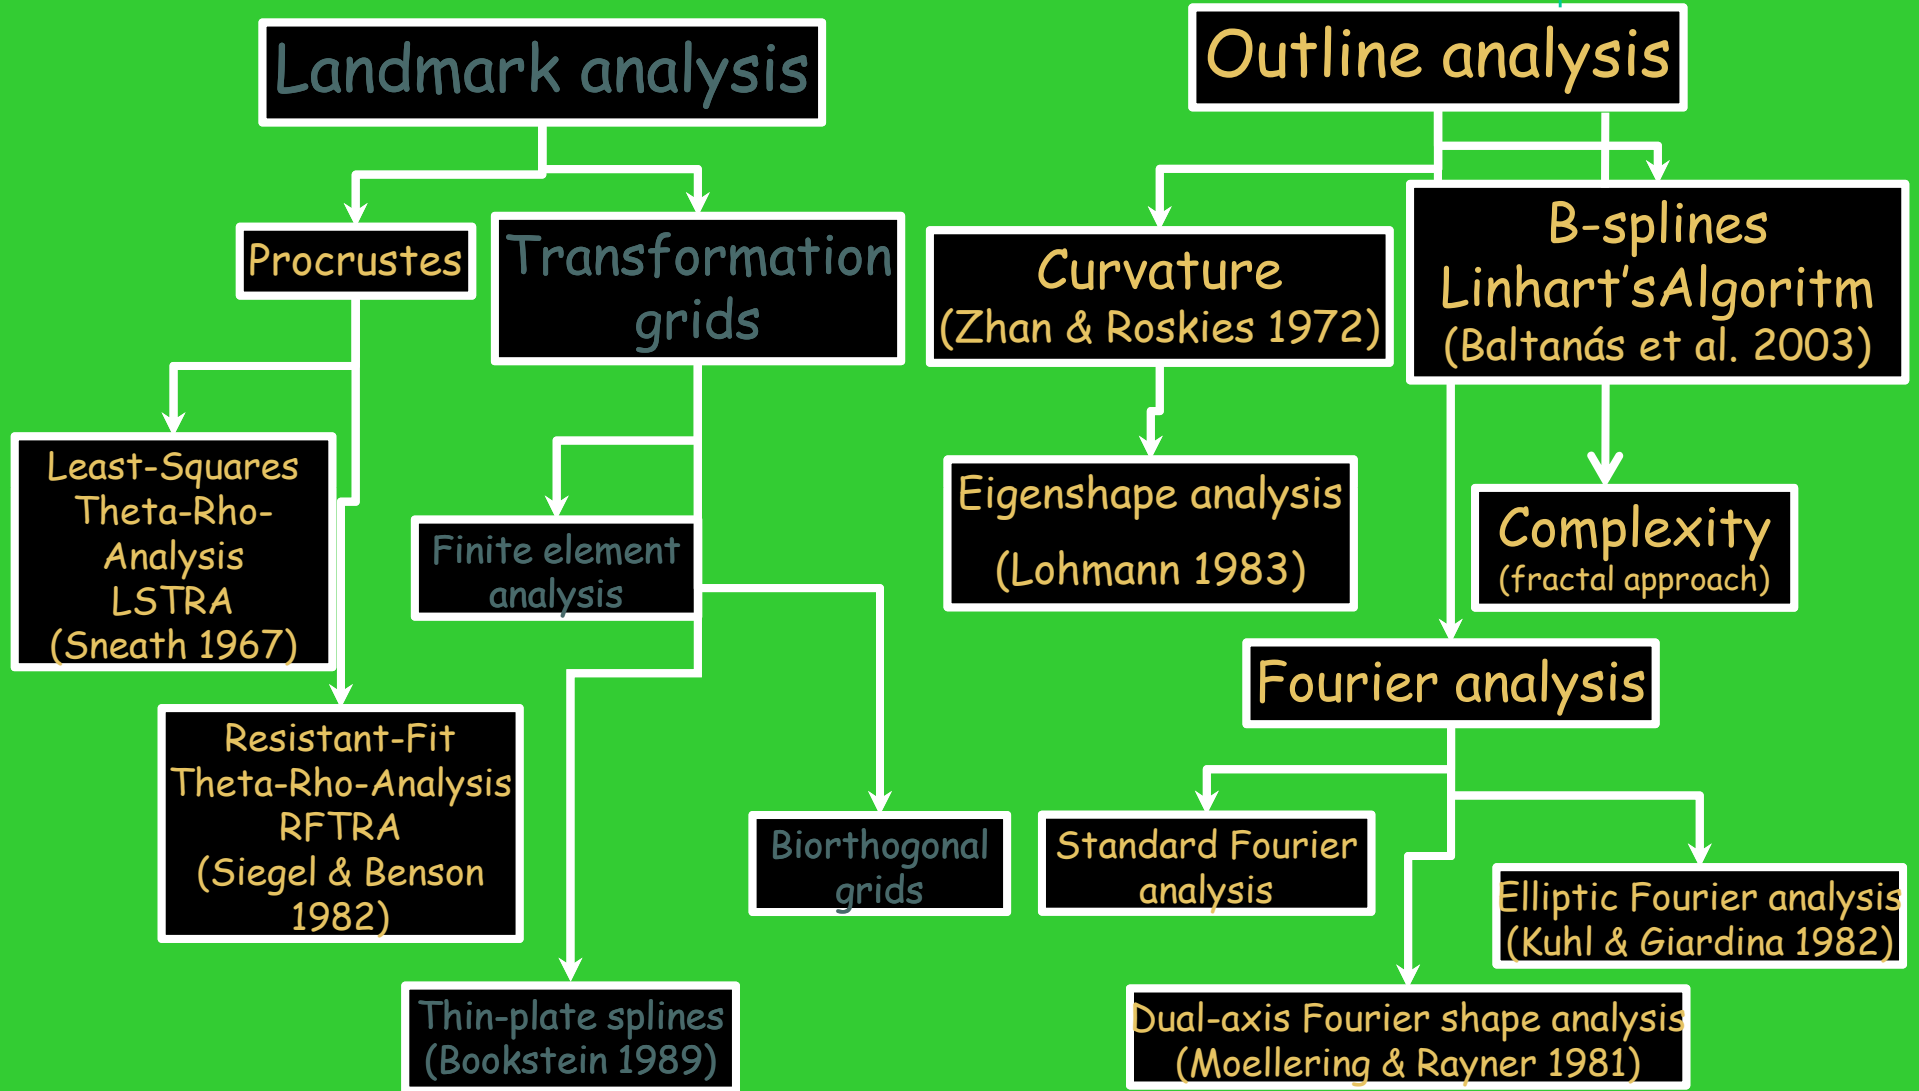 Landmark analysis
Outline analysis
Procrustes
Transformation
grids
Curvature
(Zhan & Roskies 1972)
B-splines
Linhart'sAlgoritm
(Baltanás et al. 2003)
Least-Squares
Theta-Rho-
Analysis
LSTRA
(Sneath 1967)
Finite element
analysis
Eigenshape analysis
(Lohmann 1983)
Complexity
(fractal approach)
Fourier analysis
Resistant-Fit
Theta-Rho-Analysis
RFTRA
(Siegel & Benson
1982)
Biorthogonal
grids
Standard Fourier
analysis
Elliptic Fourier analysis
(Kuhl & Giardina 1982)
Thin-plate splines
(Bookstein 1989)
Dual-axis Fourier shape analysis
(Moellering & Rayner 1981)